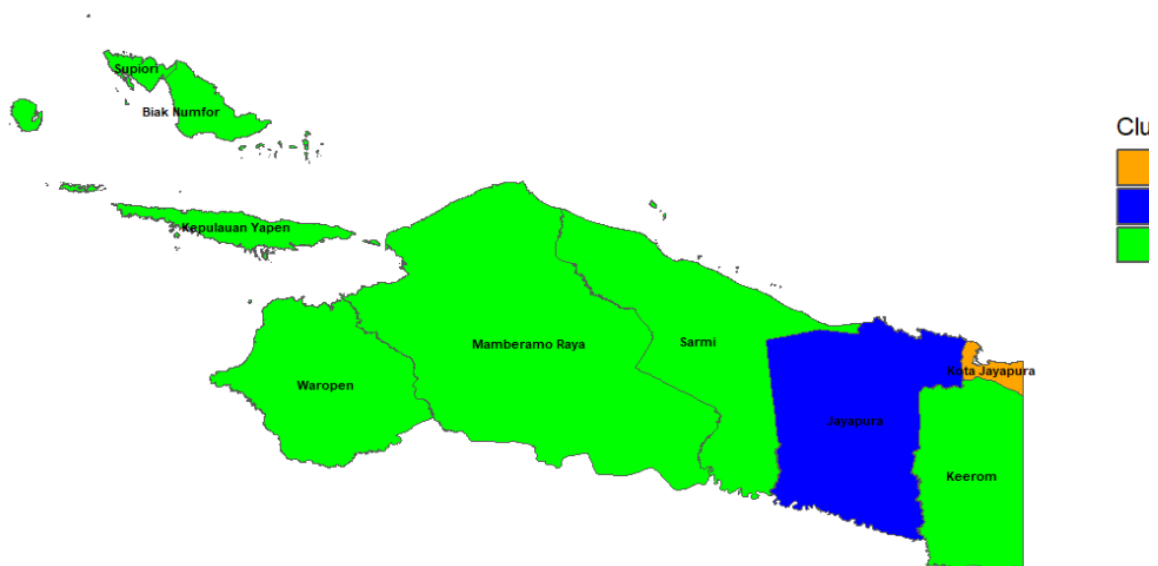 Supiori
Biak Numfor
Clu
Kepulauan Yapen
Mamberamo Raya
Sarmi
Kota Jayapura
Waropen
Jayapura
Keerom